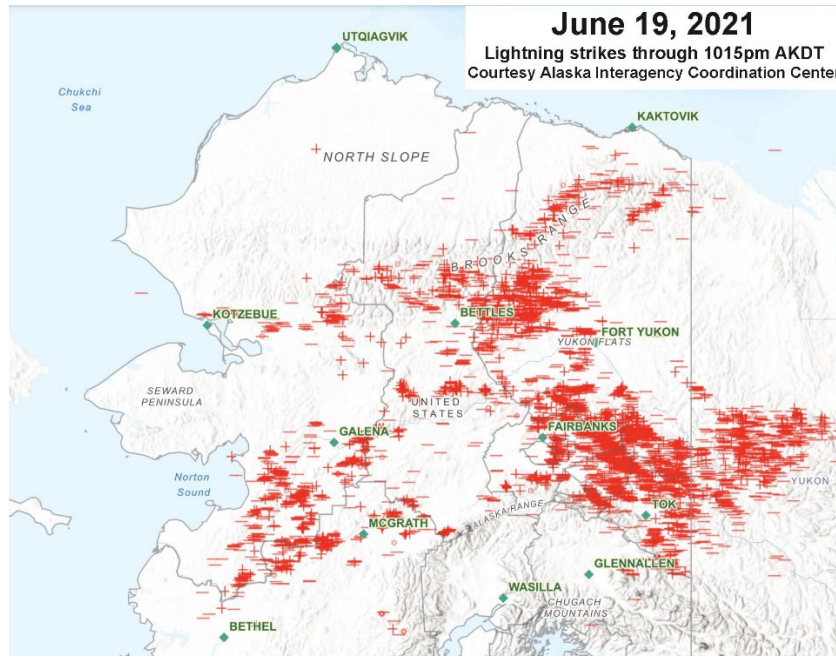 June 19, 2021
Lightning strikes through 1015pm AKDT
Courtesy Alaska Interagency Coordination Center
UTQIAGVIK
Chukchi
Sea
KAKTOVIK
NORTH SLOPE
BROOKS RANGE
KOTZEBUE
BETTLES
FORT YUKON
YUKON FLATS
SEWARD
PENINSULA
UNITED
STATES
GALENA
FAIRBANKS
Norton
Sound
YUKON
TOK
ALASKA RANGE
MCGRATH
GLENNALLEN
WASILLA
CHUGACH
MOUNTAINS
BETHEL